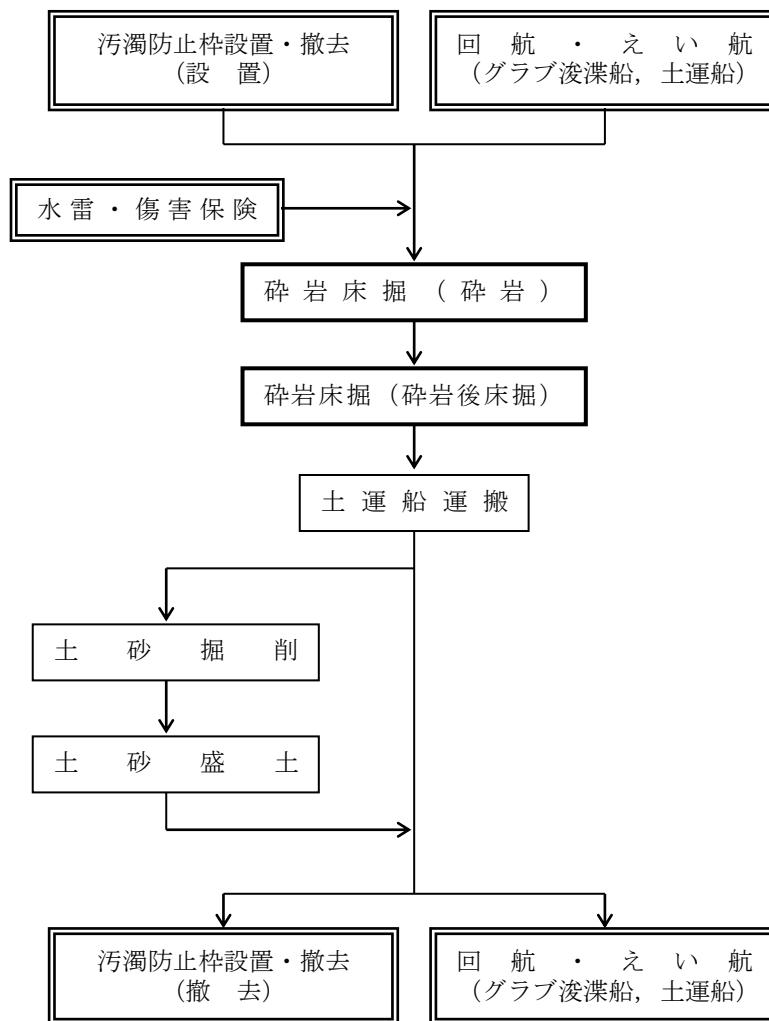 汚濁防止枠設置・撤去
(設　置)
回　航　・　え　い　航
(グラブ浚渫船, 土運船)
水 雷 ・ 傷 害 保 険
砕 岩 床 掘 ( 砕 岩 )
砕岩床掘(砕岩後床掘)
土 運 船 運 搬
土　砂　掘　削
土　砂　盛　土
汚濁防止枠設置・撤去
(撤　去)
回　航　・　え　い　航
(グラブ浚渫船, 土運船)